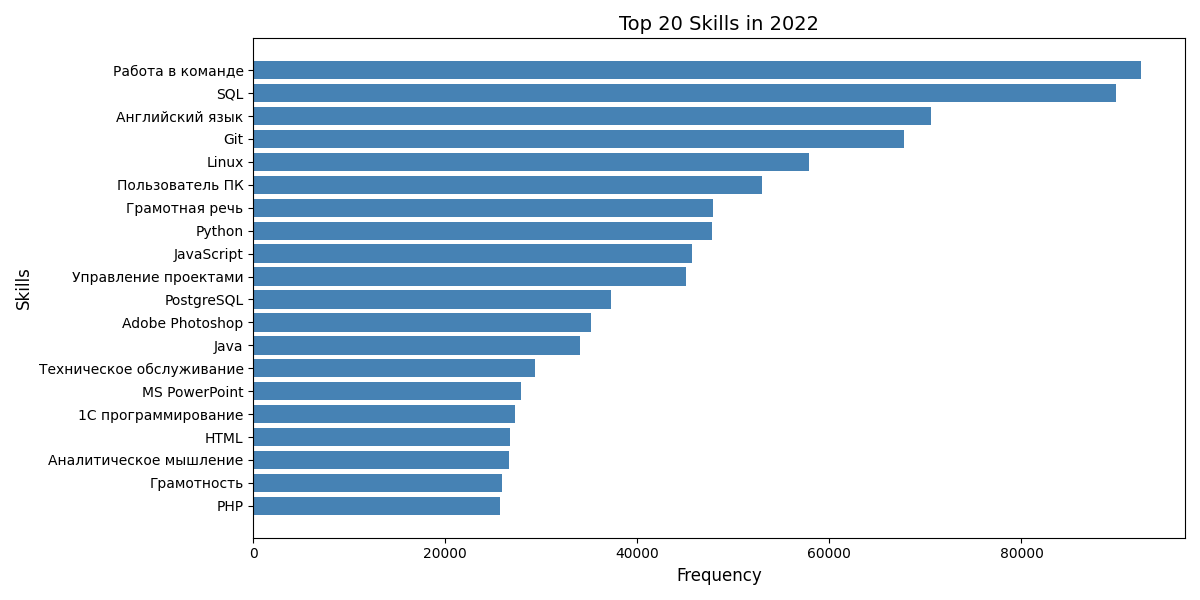 Top 20 Skills in 2022
Skills
Работа в команде
SQL
Английский язык
Git
Linux
Пользователь ПК
Грамотная речь
Python
JavaScript
Управление проектами
PostgreSQL
Adobe Photoshop
Java
Техническое обслуживание
MS PowerPoint
1С программирование
HTML
Аналитическое мышление
Грамотность
PHP
0 20000 40000 60000 80000
Frequency